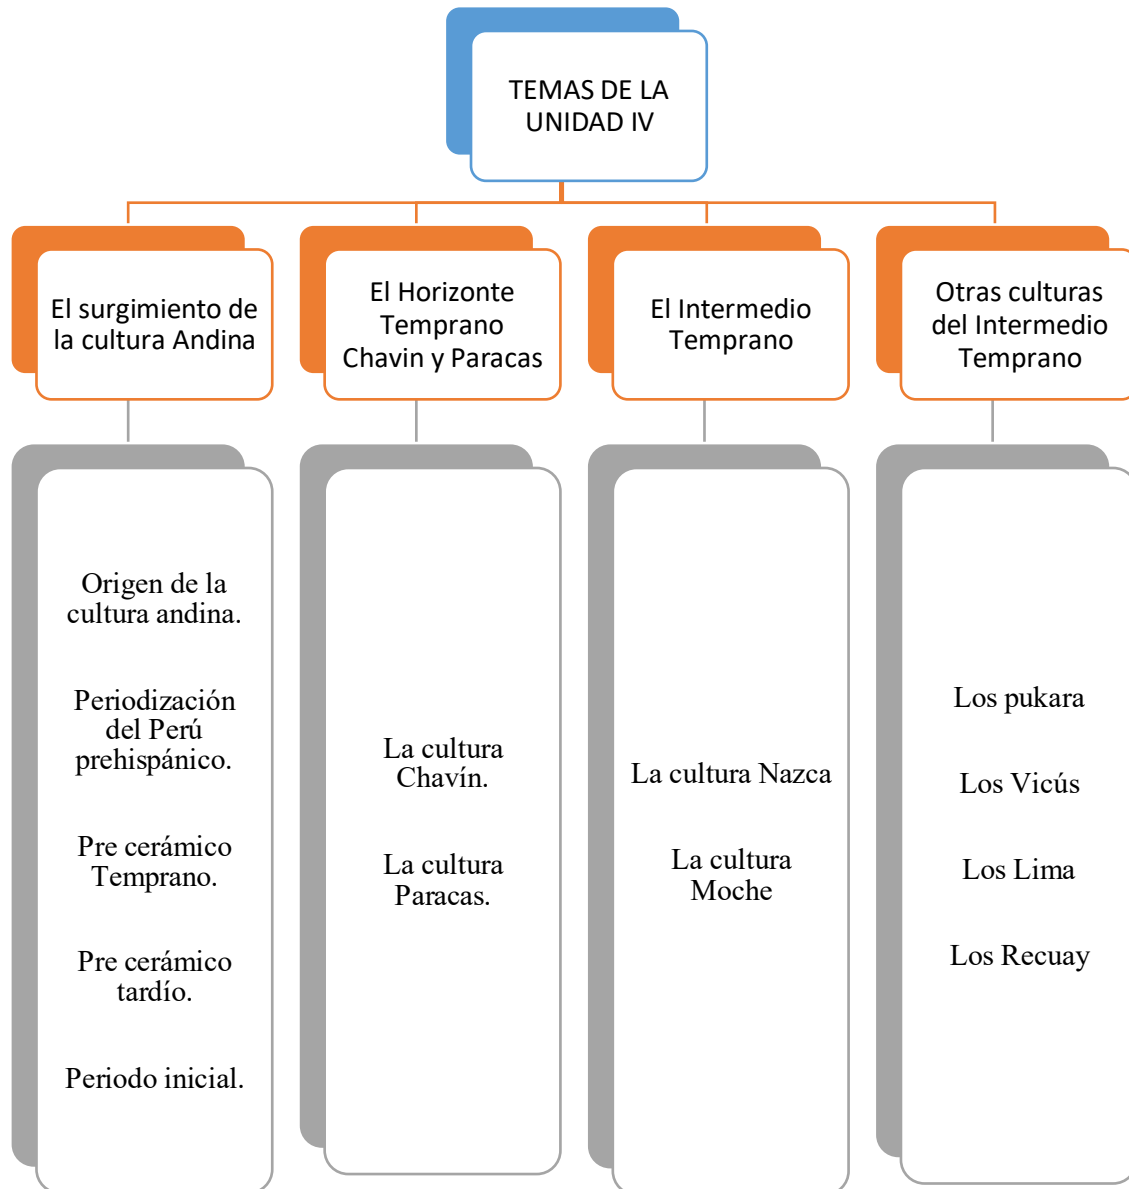 TEMAS DE LA
UNIDAD IV
El surgimiento de
la cultura Andina
Origen de la
cultura andina.
Periodización
del Perú
prehispánico.
Pre cerámico
Temprano.
Pre cerámico
tardío.
Periodo inicial.
El Horizonte
Temprano
Chavin y Paracas
La cultura
Chavín.
La cultura
Paracas.
El Intermedio
Temprano
La cultura Nazca
La cultura
Moche
Otras culturas
del Intermedio
Temprano
Los pukara
Los Vicús
Los Lima
Los Recuay